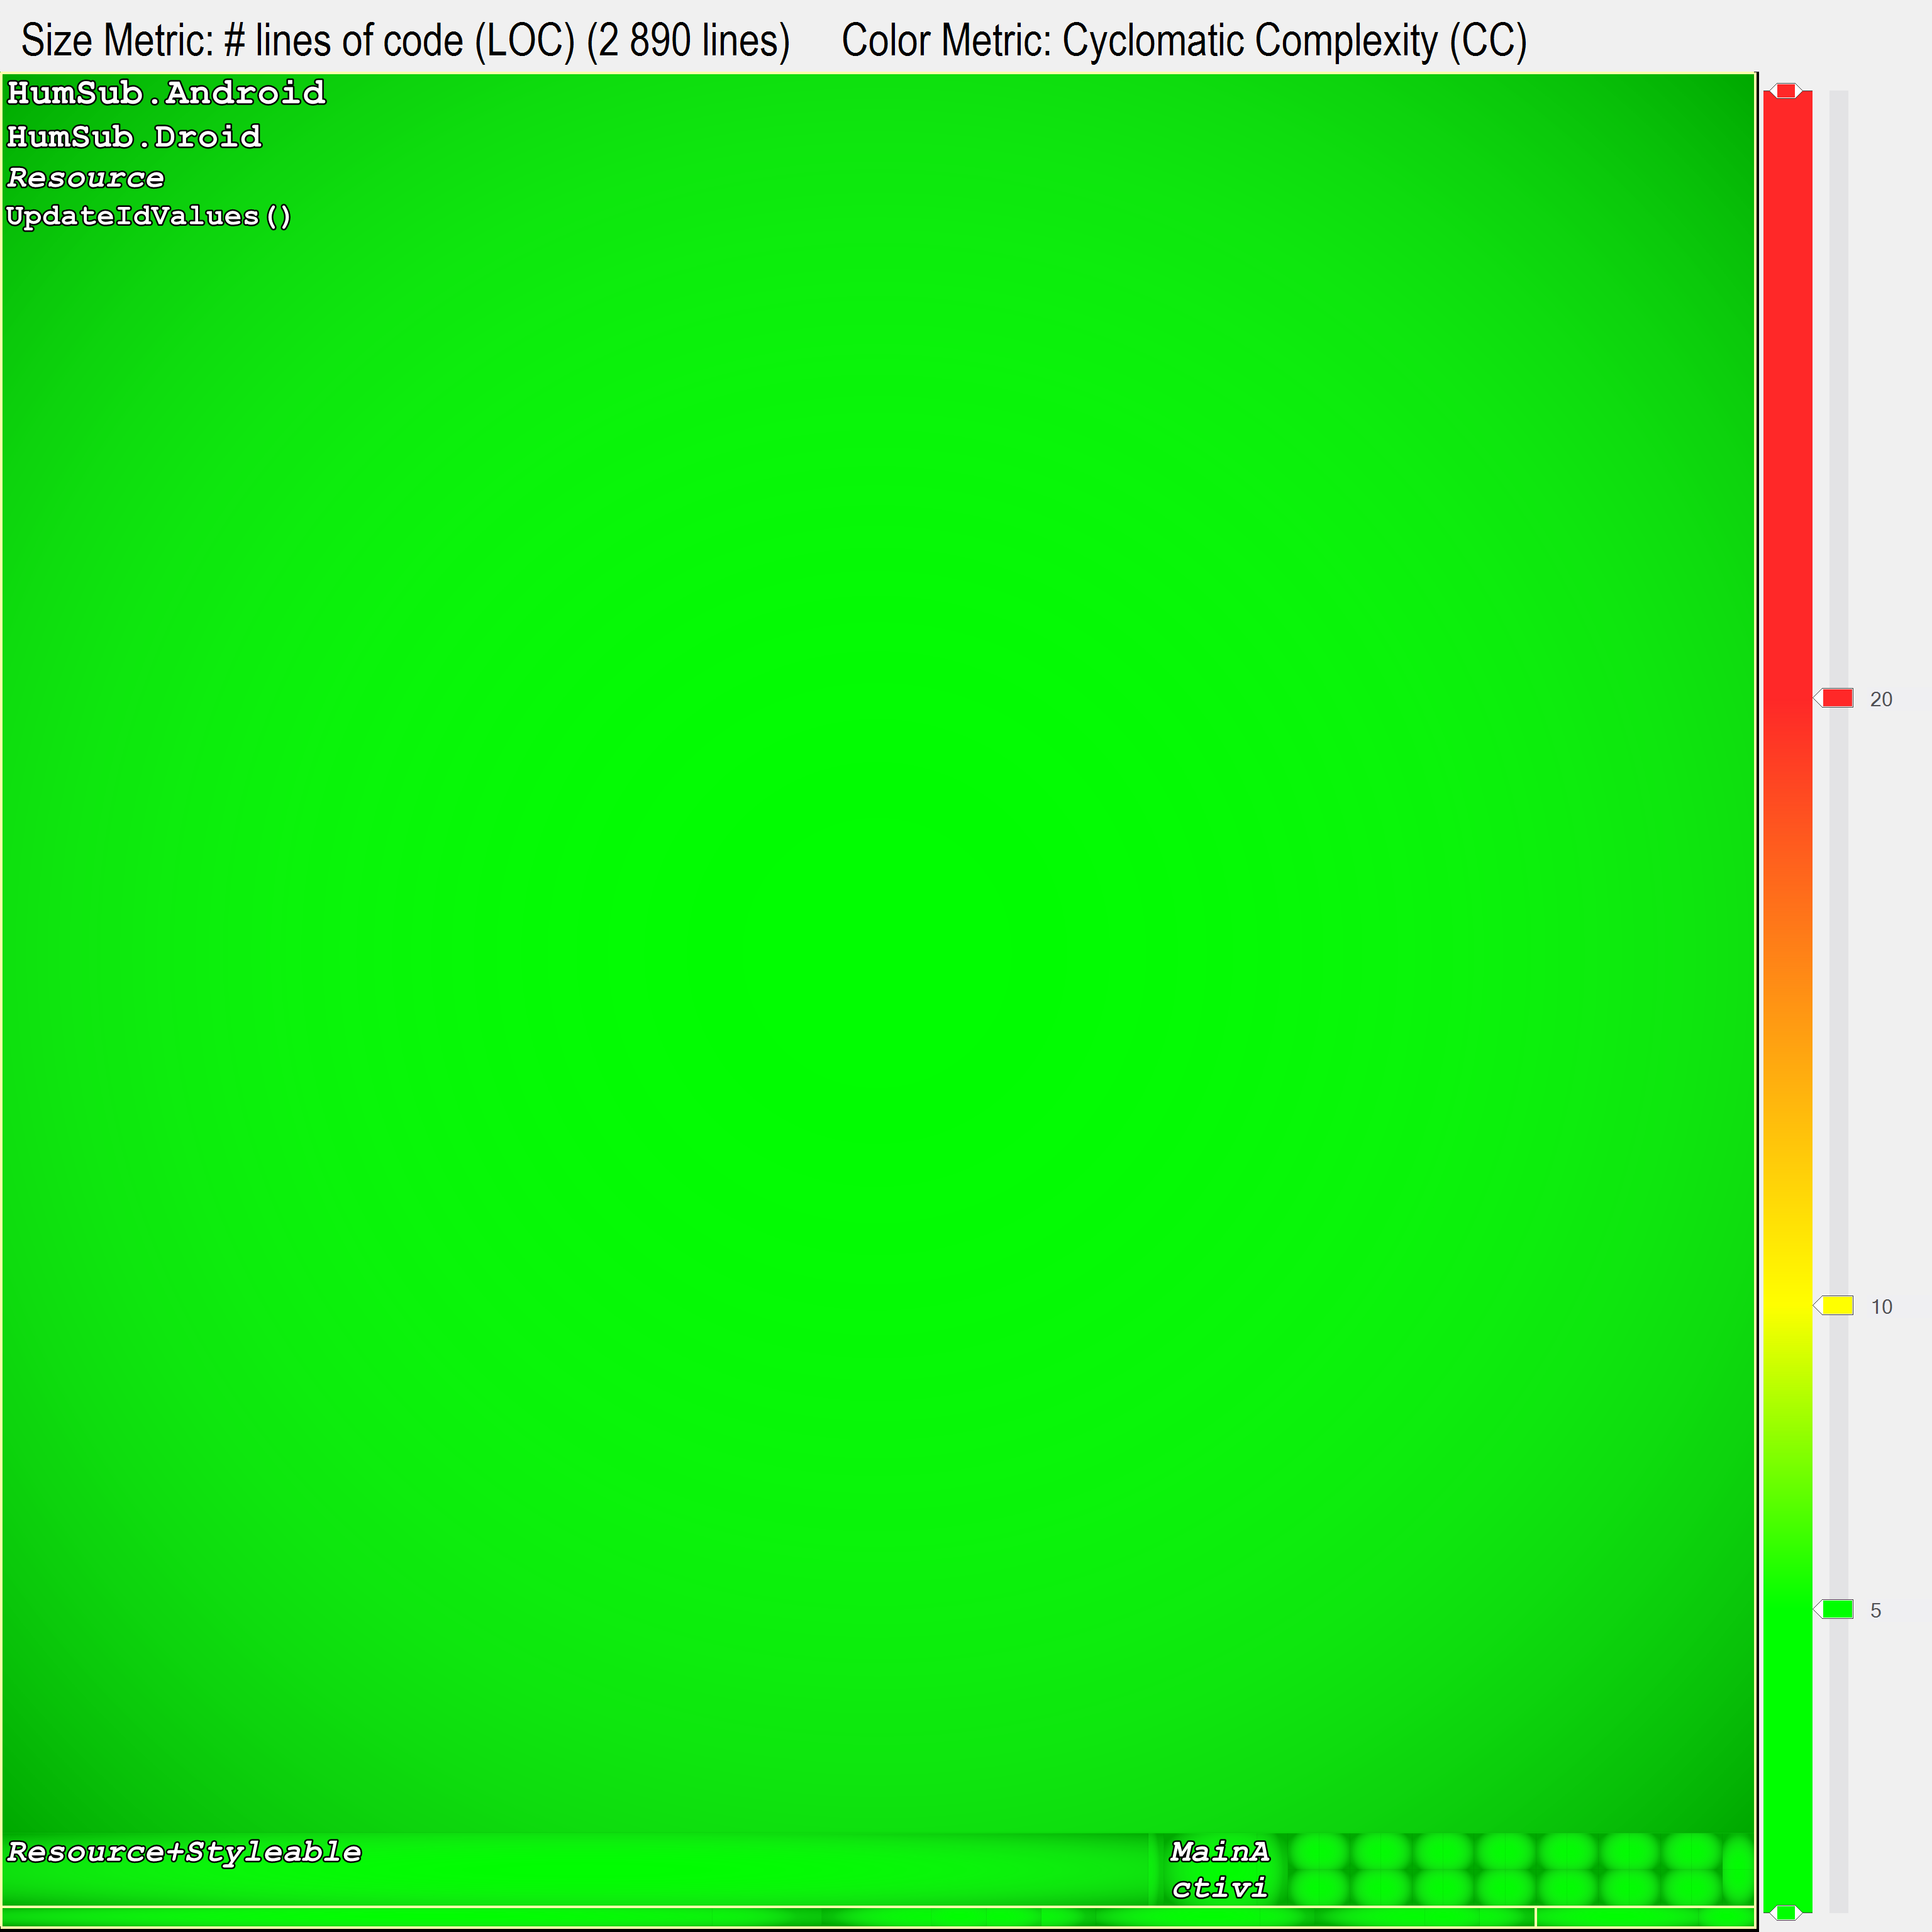 Size Metric: # lines of code (LOC) (2 890 lines) Color Metric: Cyclomatic Complexity (CC)
HumSub.Android
HumSub.Droid
Resource
UpdateIdValues()
20
10
5
Resource+Styleable
MainA
ctivi